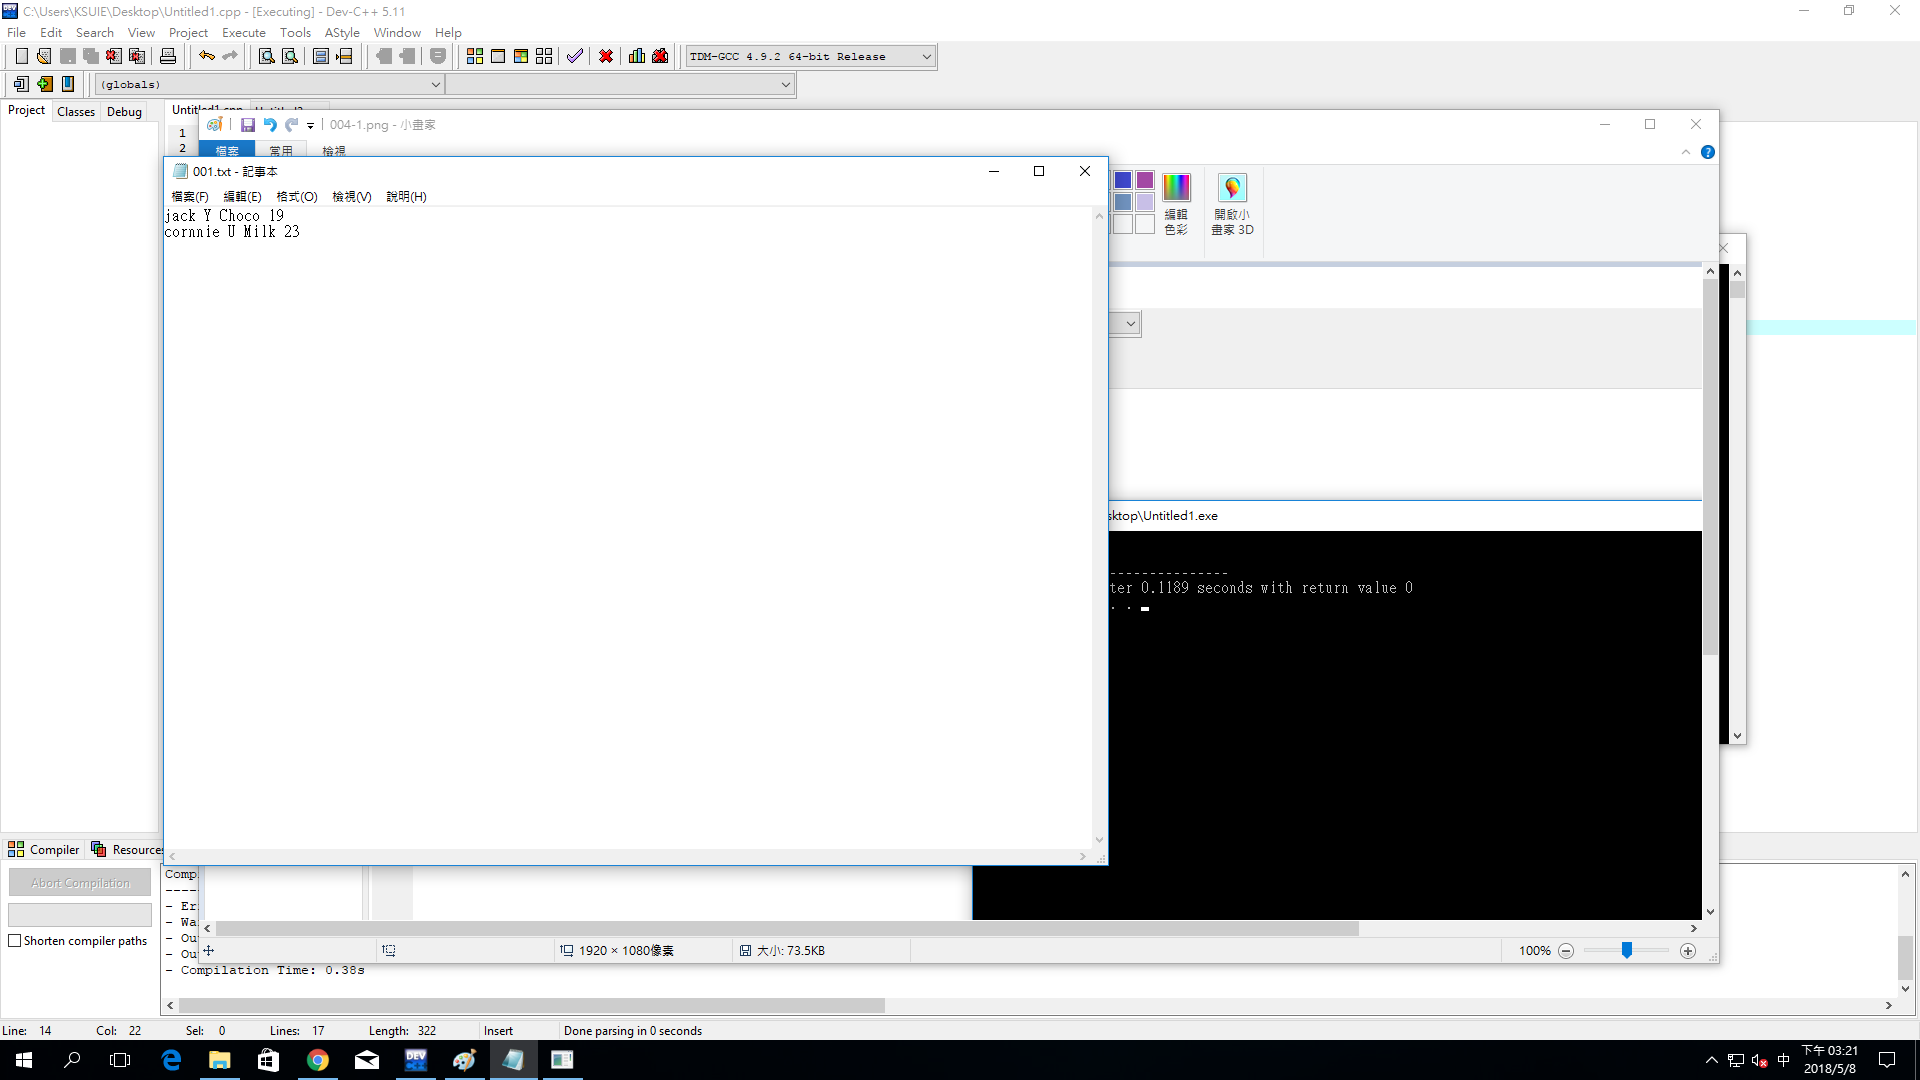 C:\Users\KSUIE\Desktop\Untitled1.cpp - [Executing] - Dev-C++ 5.11
File Edit Search View Project Execute Tools AStyle Window Help
TDM-GCC 4.9.2 64-bit Release
(globals)
Project Classes Debug
Untitled1.cpp
1
2
004-1.png - 小畫家
檔案 常用 檢視
001.txt - 記事本
檔案(F) 編輯(E) 格式(O) 檢視(V) 說明(H)
jack Y Choco 19
cornnie U Milk 23
編輯
色彩
開啟小
畫家 3D
sktop\Untitled1.exe
--------------
ter 0.1189 seconds with return value 0
. .
Compiler Resources
Abort Compilation
Shorten compiler paths
Comp
----
- Er
- Wa
- Ou
- Ou
- Compilation Time: 0.38s
1920 × 1080像素
大小: 73.5KB
100%
Line: 14 Col: 22 Sel: 0 Lines: 17 Length: 322 Insert Done parsing in 0 seconds
DEV
中
下午 03:21
2018/5/8